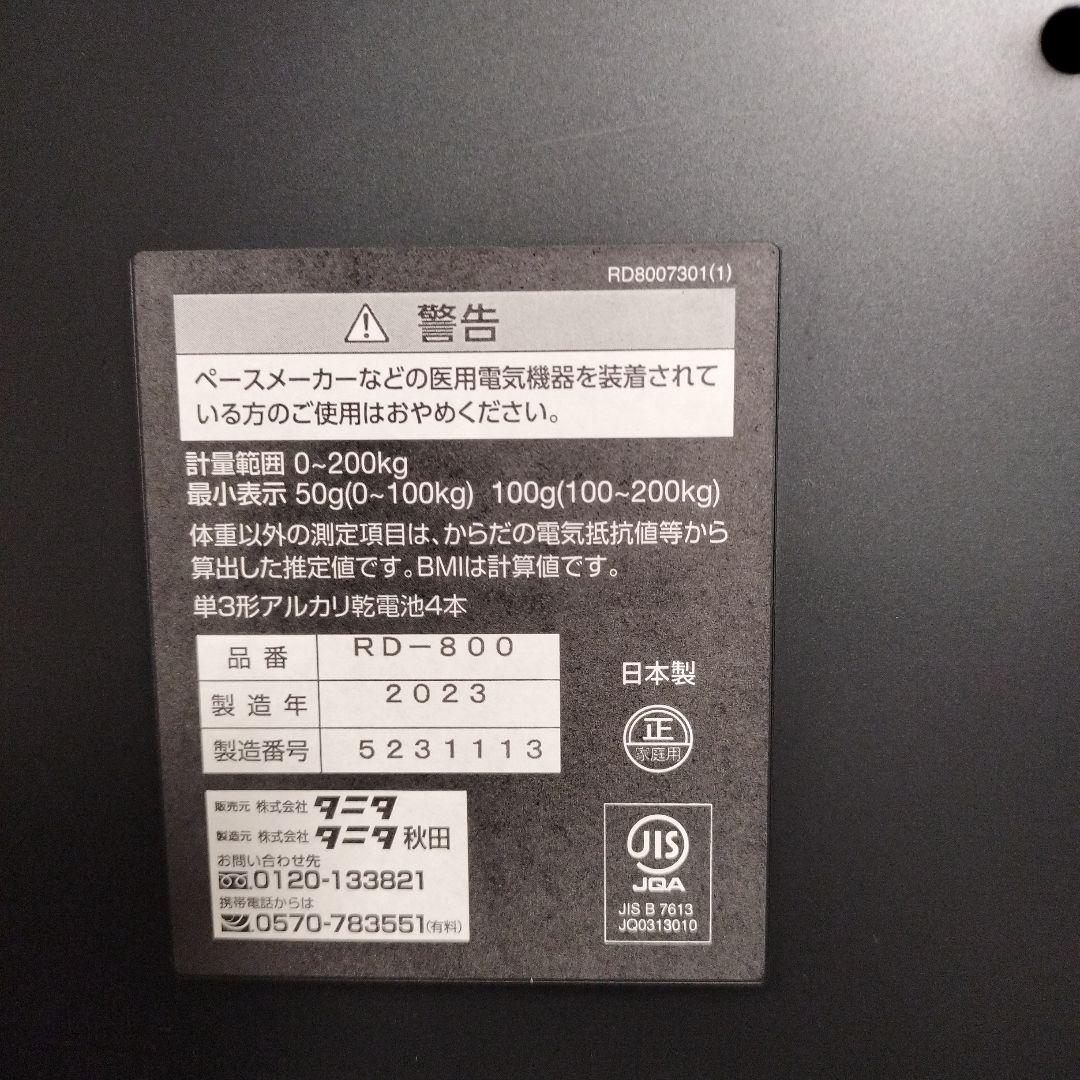 RD8007301(1)
警告
ペースメーカーなどの医用電気機器を装着されて
いる方のご使用はおやめください。
計量範囲 0~200kg
最小表示 50g(0~100kg) 100g(100~200kg)
体重以外の測定項目は、からだの電気抵抗値等から
算出した推定値です。BMIは計算値です。
単3形アルカリ乾電池4本
品番 RD-800
製造年 2023
製造番号 5231113
日本製
正
家庭用
販売元 株式会社 タニタ
製造元 株式会社 タニタ秋田
お問い合わせ先
0120-133821
携帯電話からは
0570-783551(有料)
JIS
JQA
JIS B 7613
JQ0313010